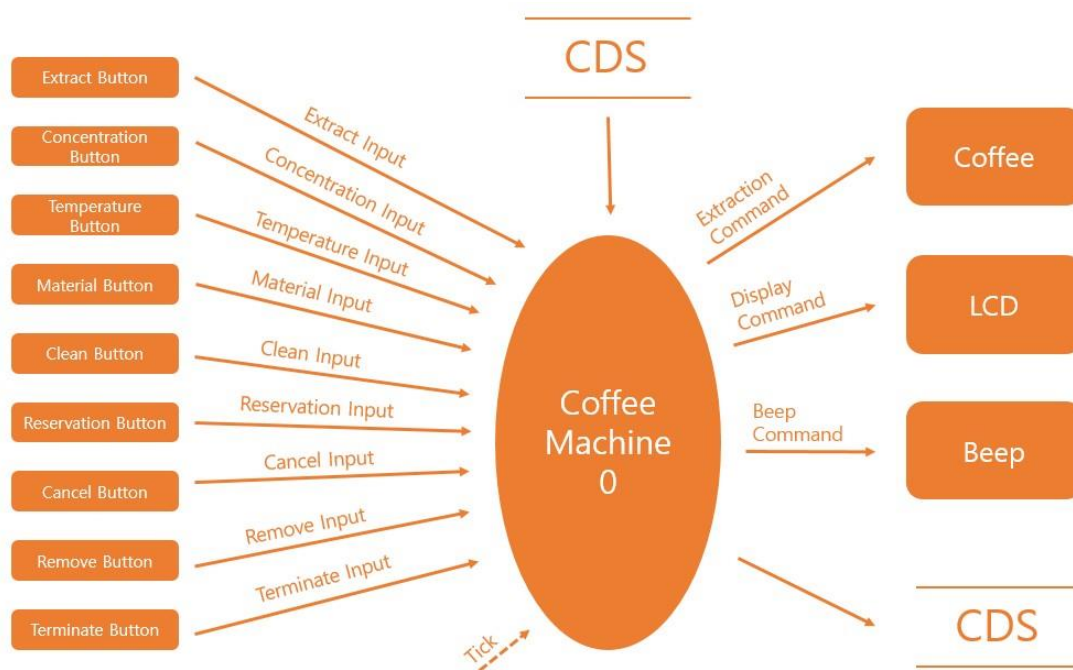 CDS
Extract Button
Extract Input
Concentration
Button
Concentration Input
Temperature
Button
Temperature Input
Material Button
Material Input
Clean Button
Clean Input
Reservation Button
Reservation Input
Cancel Button
Cancel Input
Remove Button
Remove Input
Terminate Button
Terminate Input
Tick
Coffee
Machine
0
Extraction
Command
Coffee
Display
Command
LCD
Beep
Command
Beep
CDS